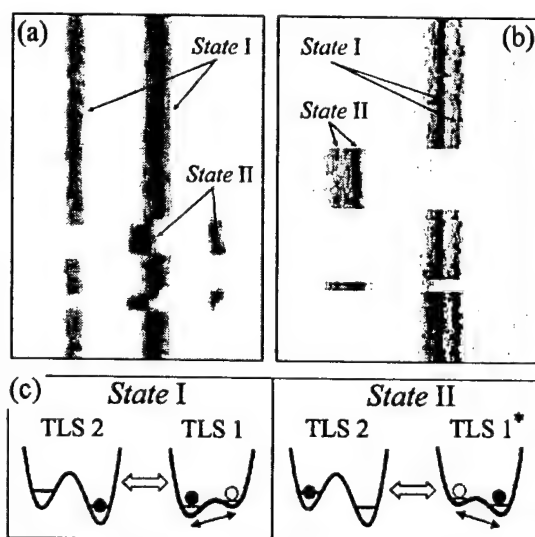 (a)
State I
State II
(b)
State I
State II
(c)
State I
TLS 2
TLS 1
State II
TLS 2
TLS 1*